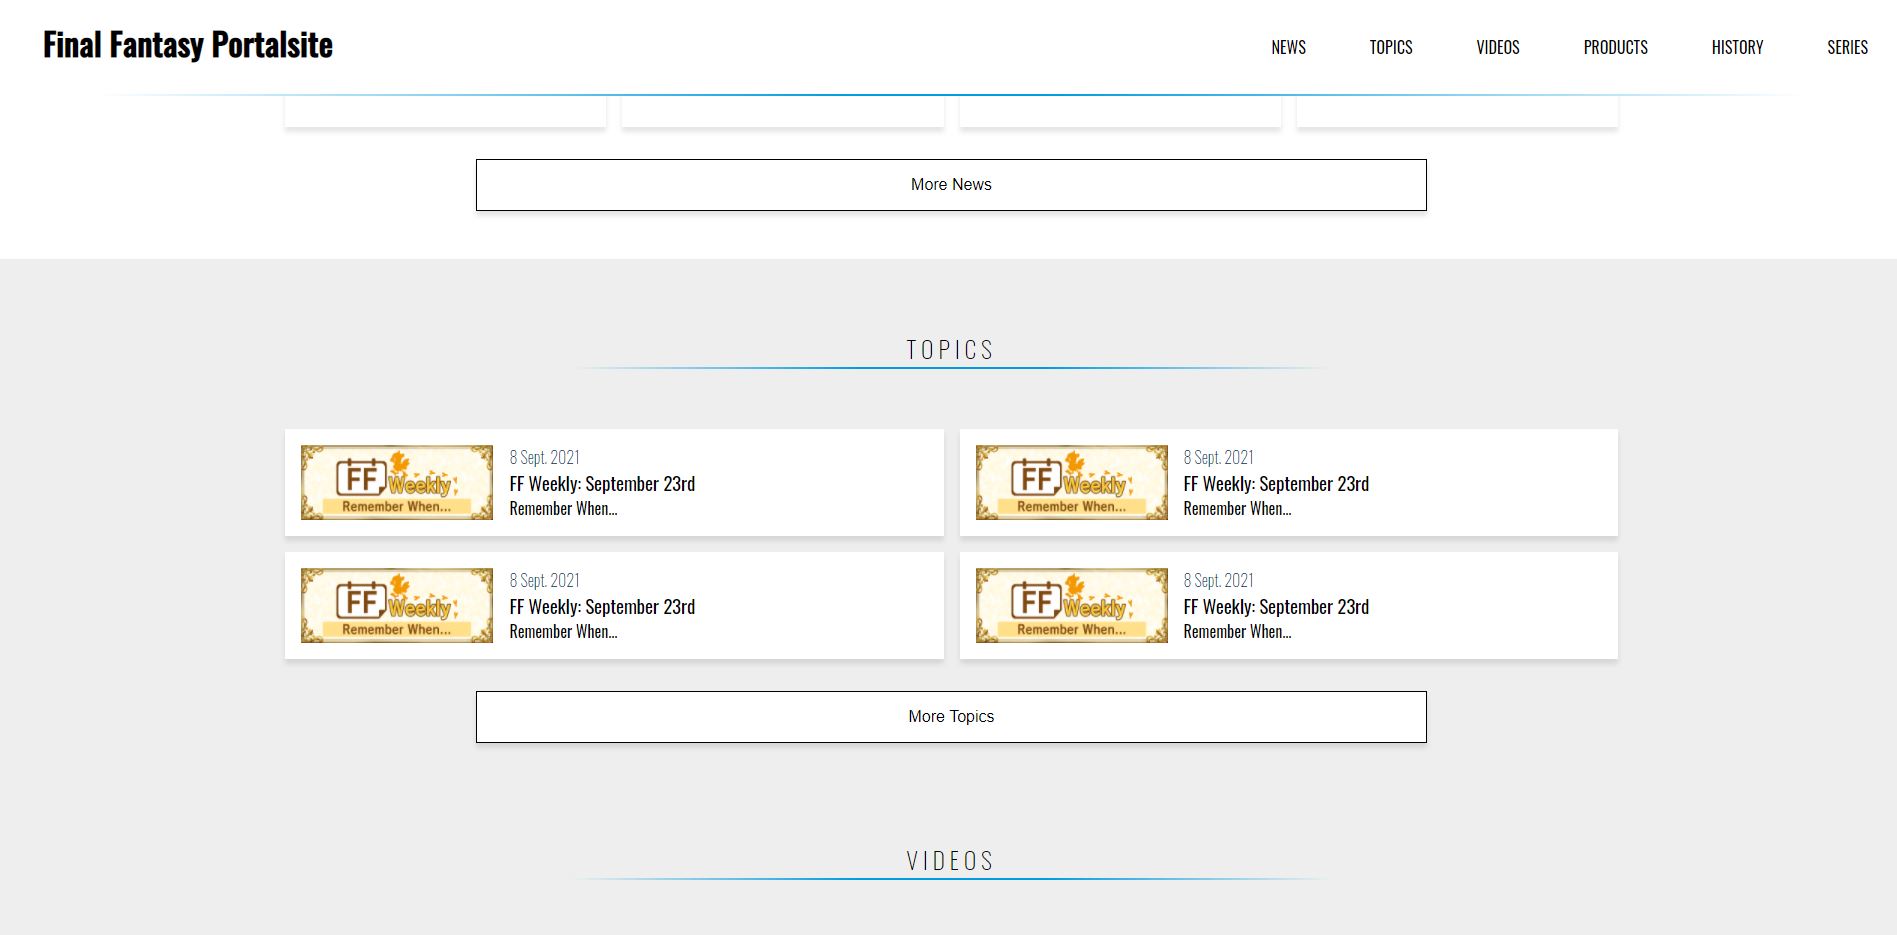 Final Fantasy Portalsite
NEWS
TOPICS
VIDEOS
PRODUCTS
HISTORY
SERIES
More News
TOPICS
FF Weekly
Remember When...
8 Sept. 2021
FF Weekly: September 23rd
Remember When...
FF Weekly
Remember When...
8 Sept. 2021
FF Weekly: September 23rd
Remember When...
FF Weekly
Remember When...
8 Sept. 2021
FF Weekly: September 23rd
Remember When...
FF Weekly
Remember When...
8 Sept. 2021
FF Weekly: September 23rd
Remember When...
More Topics
VIDEOS